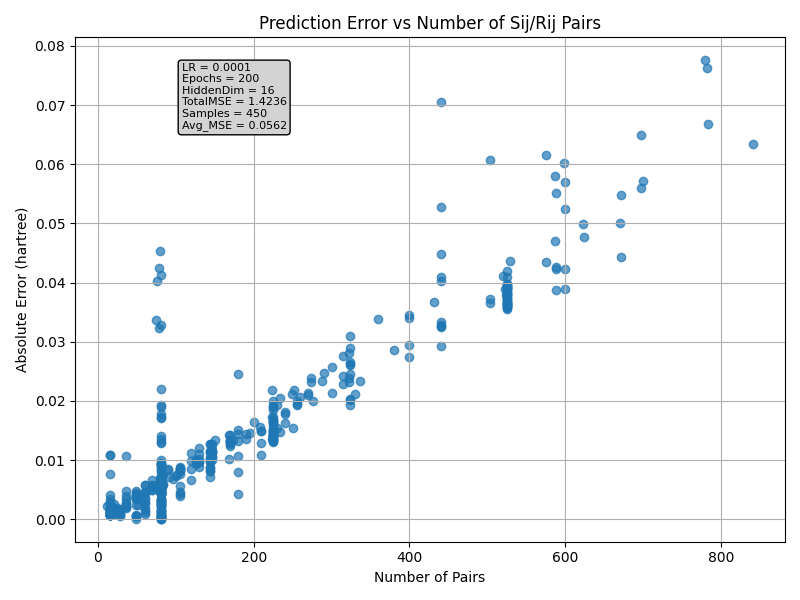 Prediction Error vs Number of Sij/Rij Pairs
LR = 0.0001
Epochs = 200
HiddenDim = 16
TotalMSE = 1.4236
Samples = 450
Avg_MSE = 0.0562
Absolute Error (hartree)
0.08
0.07
0.06
0.05
0.04
0.03
0.02
0.01
0.00
0
200
400
600
800
Number of Pairs